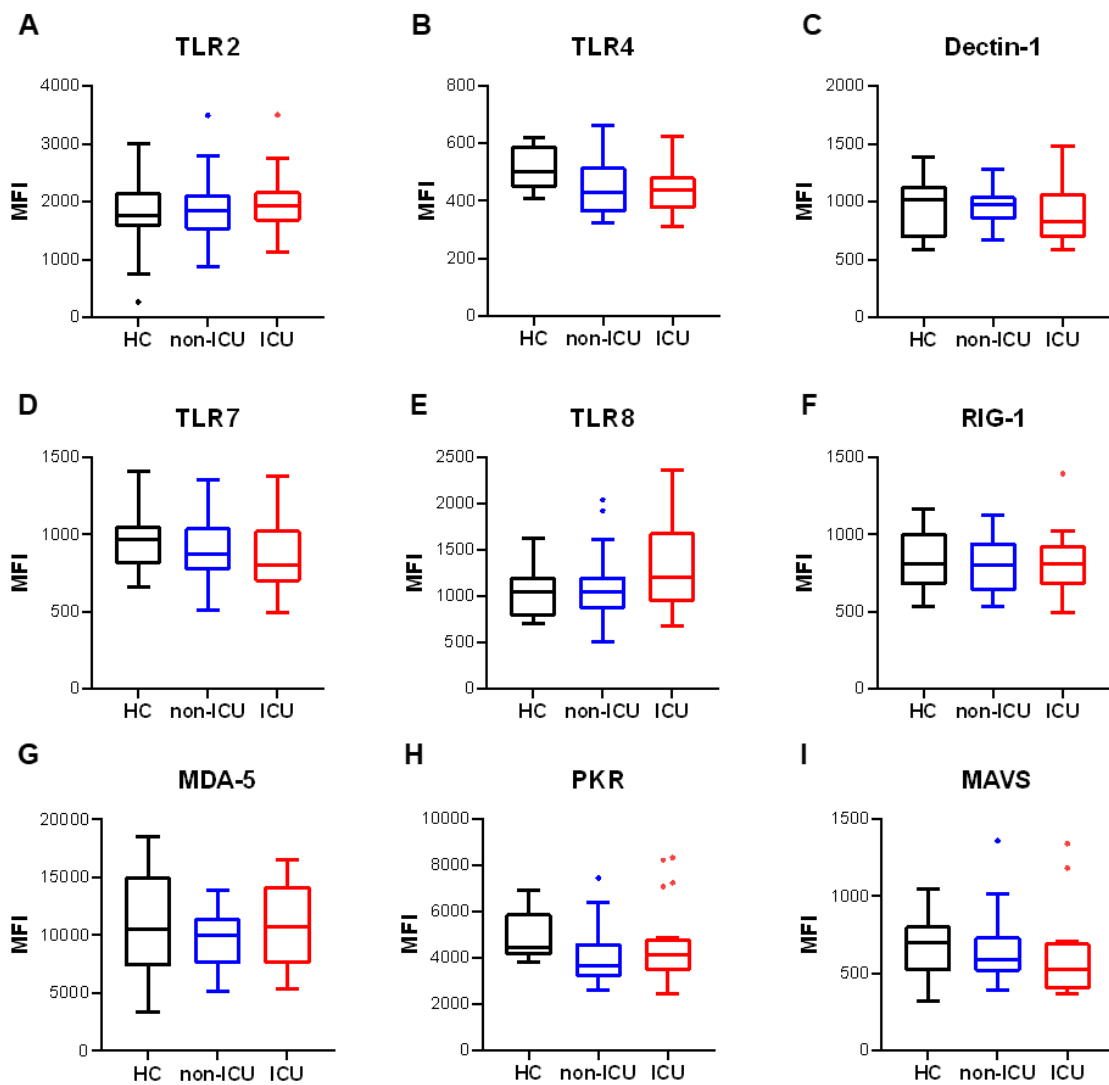 A
TLR2
MFI
4000
3000
2000
1000
0
HC non-ICU ICU
B
TLR4
MFI
800
600
400
200
0
HC non-ICU ICU
C
Dectin-1
MFI
2000
1500
1000
500
0
HC non-ICU ICU
D
TLR7
MFI
1500
1000
500
0
HC non-ICU ICU
E
TLR8
MFI
2500
2000
1500
1000
500
0
HC non-ICU ICU
F
RIG-1
MFI
1500
1000
500
0
HC non-ICU ICU
G
MDA-5
MFI
20000
15000
10000
5000
0
HC non-ICU ICU
H
PKR
MFI
10000
8000
6000
4000
2000
0
HC non-ICU ICU
I
MAVS
MFI
1500
1000
500
0
HC non-ICU ICU